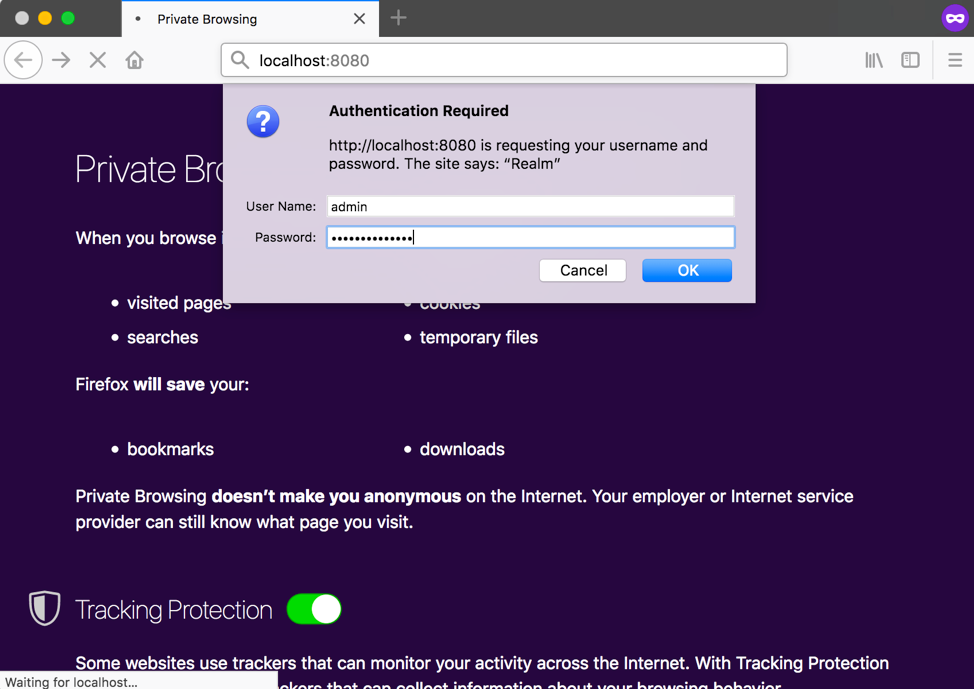 Private Browsing
localhost:8080
Authentication Required
http://localhost:8080 is requesting your username and
password. The site says: “Realm”
User Name: admin
Password: ••••••••••••••
Cancel OK
Private Bro
When you browse i
• visited pages • cookies
• searches • temporary files
Firefox will save your:
• bookmarks • downloads
Private Browsing doesn’t make you anonymous on the Internet. Your employer or Internet service
provider can still know what page you visit.
Tracking Protection
Some websites use trackers that can monitor your activity across the Internet. With Tracking Protection
Waiting for localhost... ckers that can collect information about your browsing behavior.